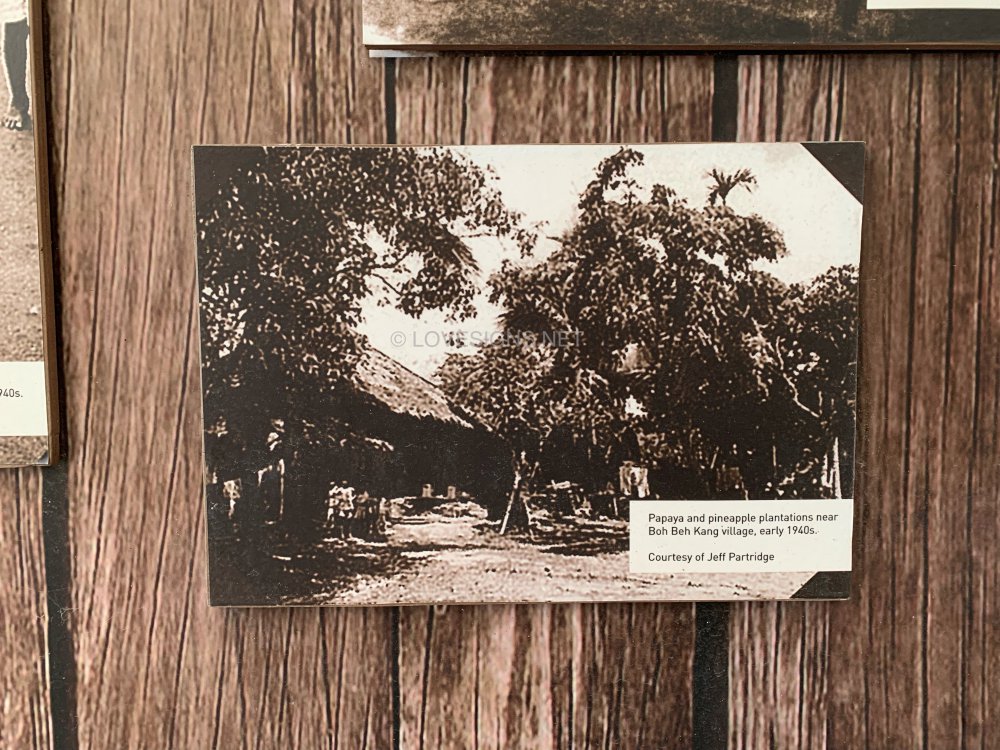 © LOVESIGNS.NET
940s.
Papaya and pineapple plantations near
Boh Beh Kang village, early 1940s.
Courtesy of Jeff Partridge